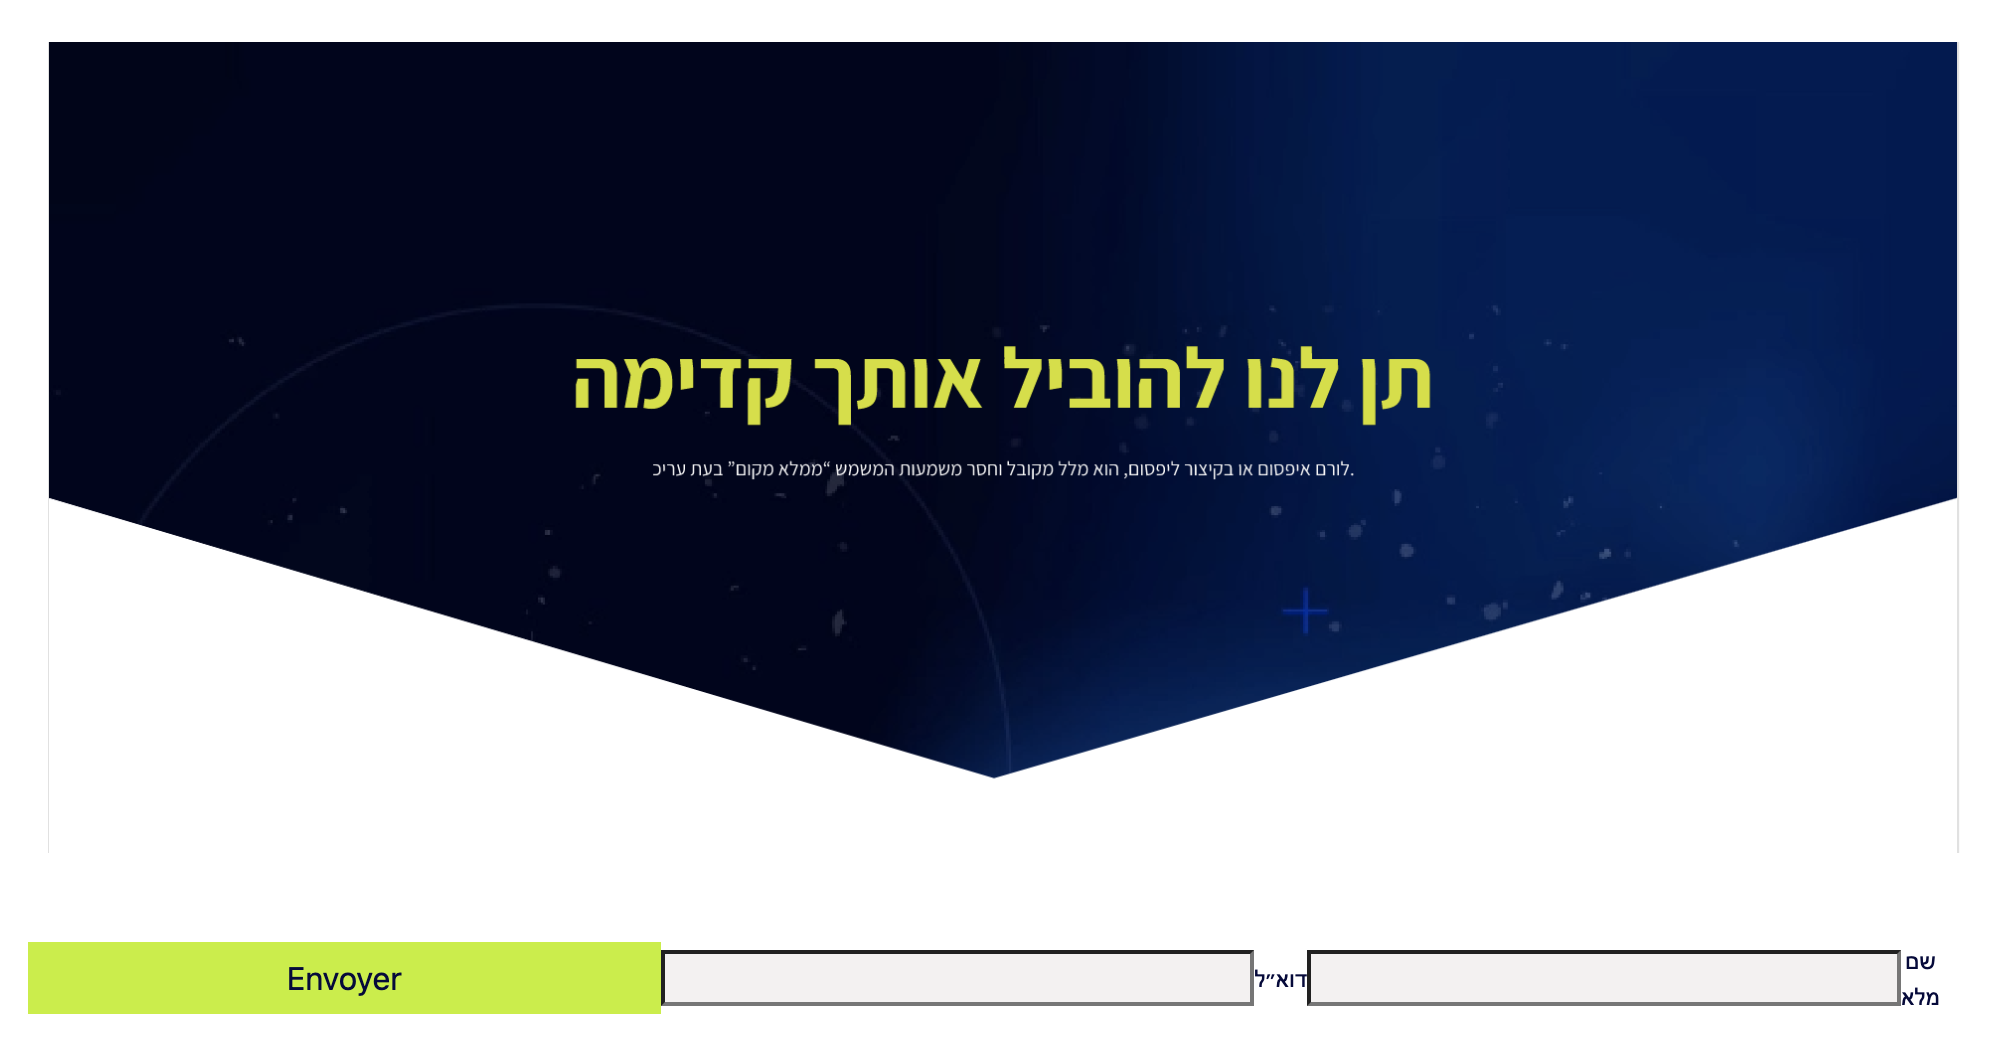 תן לנו להוביל אותך קדימה
לורם איפסום או בקיצור ליפסום, הוא מלל מקובל וחסר משמעות המשמש “ממלא מקום” בעת עריכ.
שם
מלא
דוא״ל
Envoyer